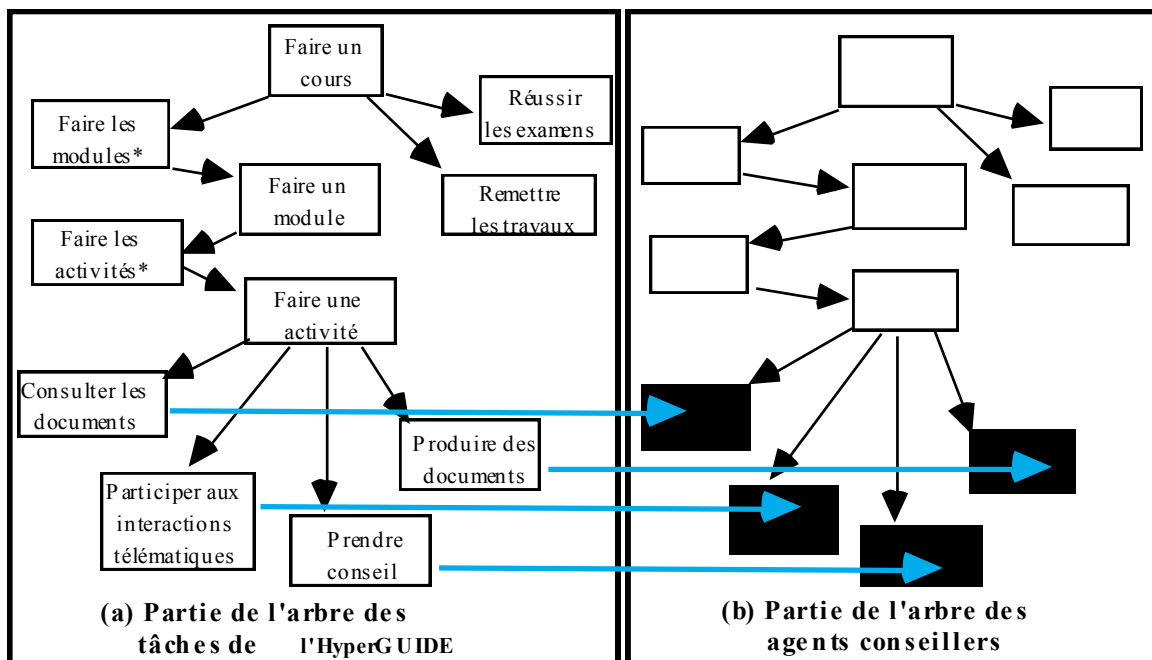 Faire un
cours
Réussir
les examens
Faire les
modules*
Faire un
module
Remettre
les travaux
Faire les
activités*
Faire une
activité
Consulter les
documents
Produire des
documents
Participer aux
interactions
télématiques
Prendre
conseil
(a) Partie de l'arbre des
tâches de l'HyperGUIDE
(b) Partie de l'arbre des
agents conseillers